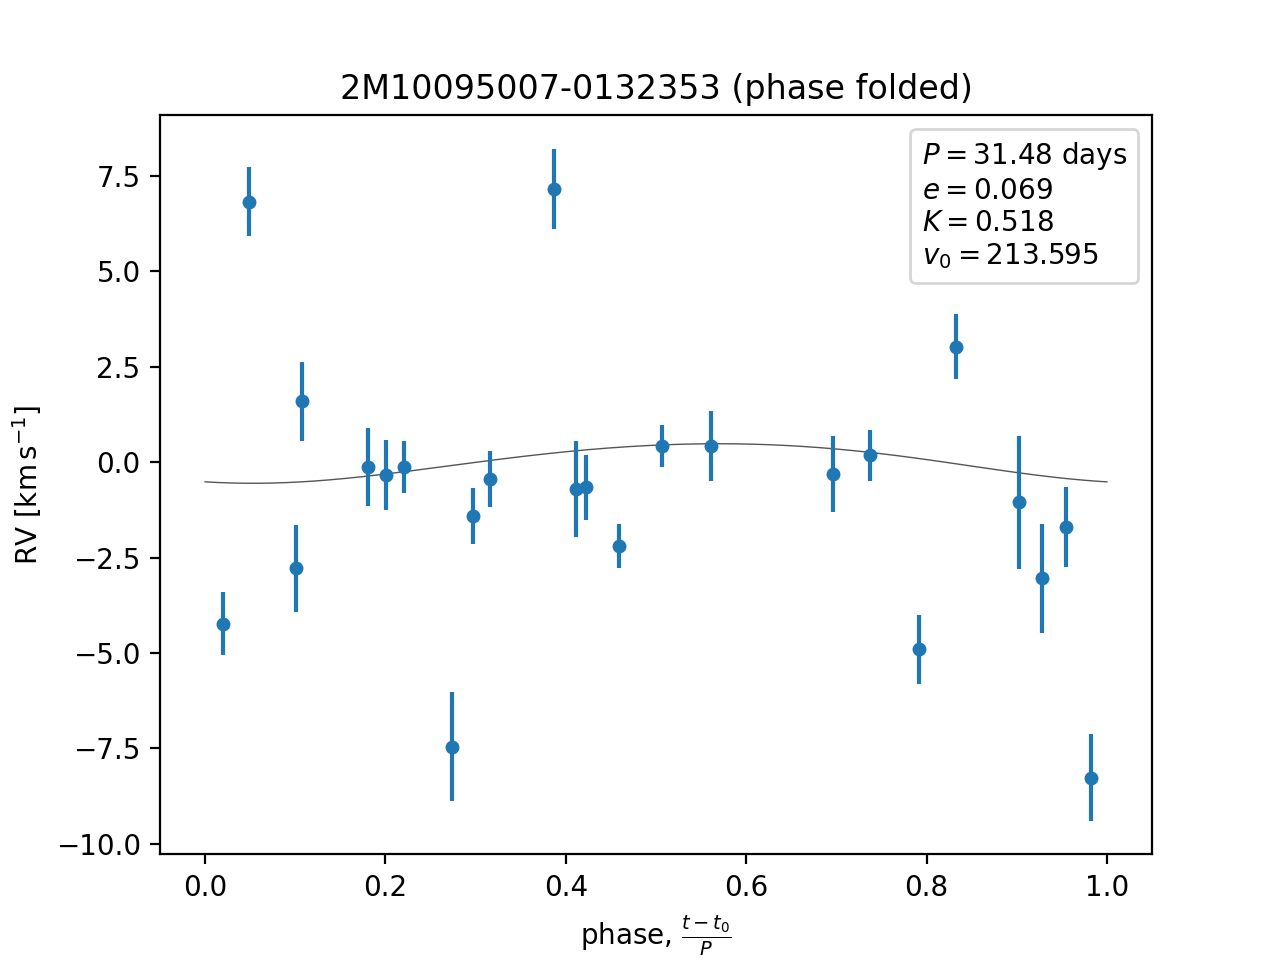 2M10095007-0132353 (phase folded)
P = 31.48 days
e = 0.069
K = 0.518
v₀ = 213.595
7.5
5.0
2.5
0.0
−2.5
−5.0
−7.5
−10.0
RV [km s⁻¹]
0.0 0.2 0.4 0.6 0.8 1.0
phase, (t − t₀)/P